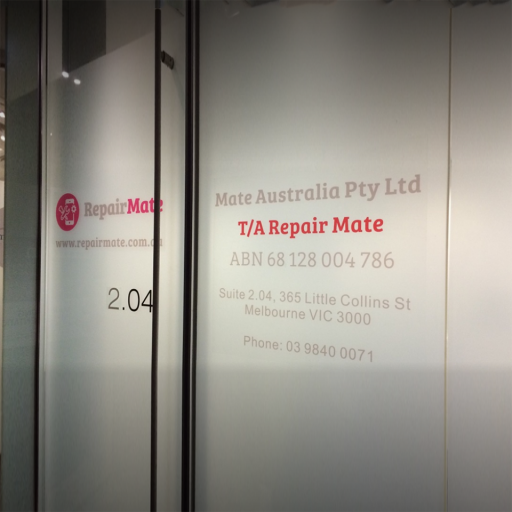 RepairMate
www.repairmate.com.au
2.04
Mate Australia Pty Ltd
T/A Repair Mate
ABN 68 128 004 786
Suite 2.04, 365 Little Collins St
Melbourne VIC 3000
Phone: 03 9840 0071